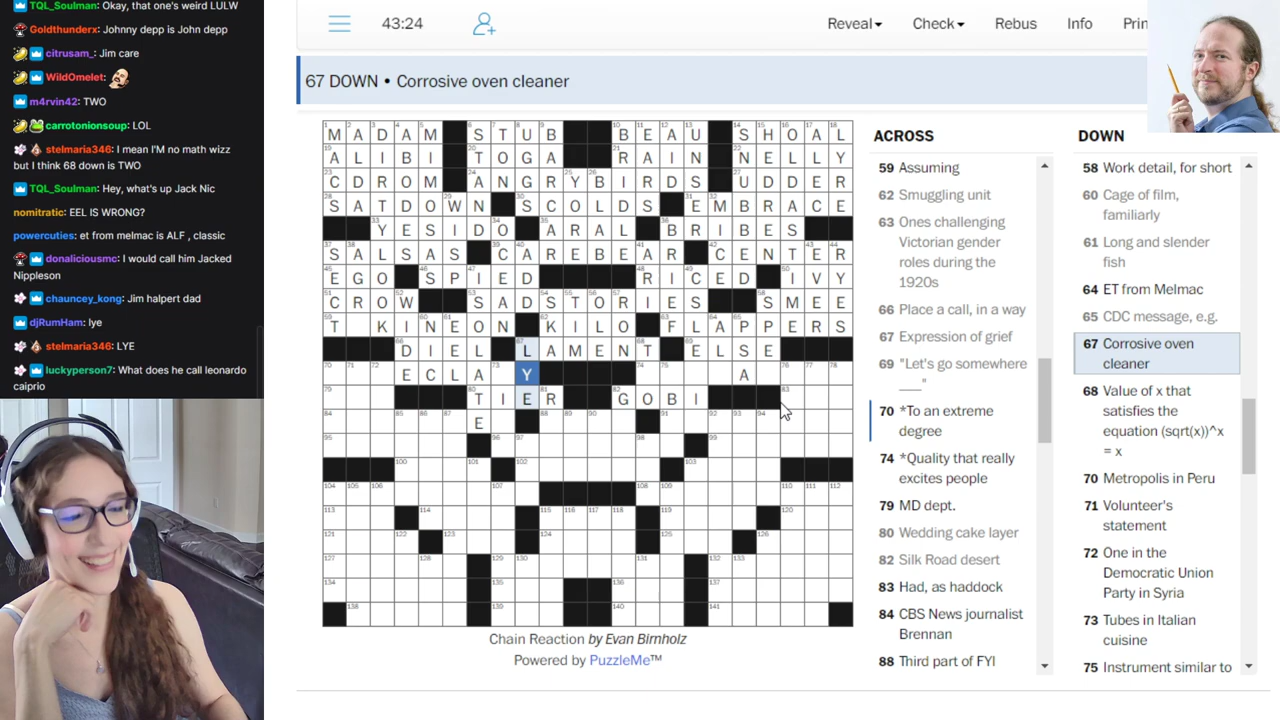 TQL_Soulman: Okay, that one's weird LULW
Goldthunderx: Johnny depp is John depp
citrusam_: Jim care
WildOmelet:
m4rvin42: TWO
carrotonionsoup: LOL
stelmaria346: I mean I'M no math wizz
but I think 68 down is TWO
TQL_Soulman: Hey, what's up Jack Nic
nomitratic: EEL IS WRONG?
powercuties: et from melmac is ALF , classic
donaliciousmc: I would call him Jacked
Nippleson
chauncey_kong: Jim halpert dad
djRumHam: lye
stelmaria346: LYE
luckyperson7: What does he call leonardo
caiprio
43:24
Reveal
Check
Rebus
Info
Prin
67 DOWN • Corrosive oven cleaner
MADAM STUB BEAU SHOAL
ALIBI TOGA RAIN NELLY
CDROM ANGRYBIRDS UDDER
SATDOWN SCOLDS EMBRACE
YESIDO ARAL BRIBES
SALSAS CAREBEAR CENTER
EGO SPIED RICED IVY
CROW SADSTORIES SMEE
T KINEON KILO FLAPPERS
DIEL LAMENT ELSE
ECLA Y A
TIER GOBI
E
Chain Reaction by Evan Birnholz
Powered by PuzzleMe™
ACROSS
59 Assuming
62 Smuggling unit
63 Ones challenging
Victorian gender
roles during the
1920s
66 Place a call, in a way
67 Expression of grief
69 "Let's go somewhere
___"
70 *To an extreme
degree
74 *Quality that really
excites people
79 MD dept.
80 Wedding cake layer
82 Silk Road desert
83 Had, as haddock
84 CBS News journalist
Brennan
88 Third part of FYI
DOWN
58 Work detail, for short
60 Cage of film,
familiarly
61 Long and slender
fish
64 ET from Melmac
65 CDC message, e.g.
67 Corrosive oven
cleaner
68 Value of x that
satisfies the
equation (sqrt(x))^x
= x
70 Metropolis in Peru
71 Volunteer's
statement
72 One in the
Democratic Union
Party in Syria
73 Tubes in Italian
cuisine
75 Instrument similar to